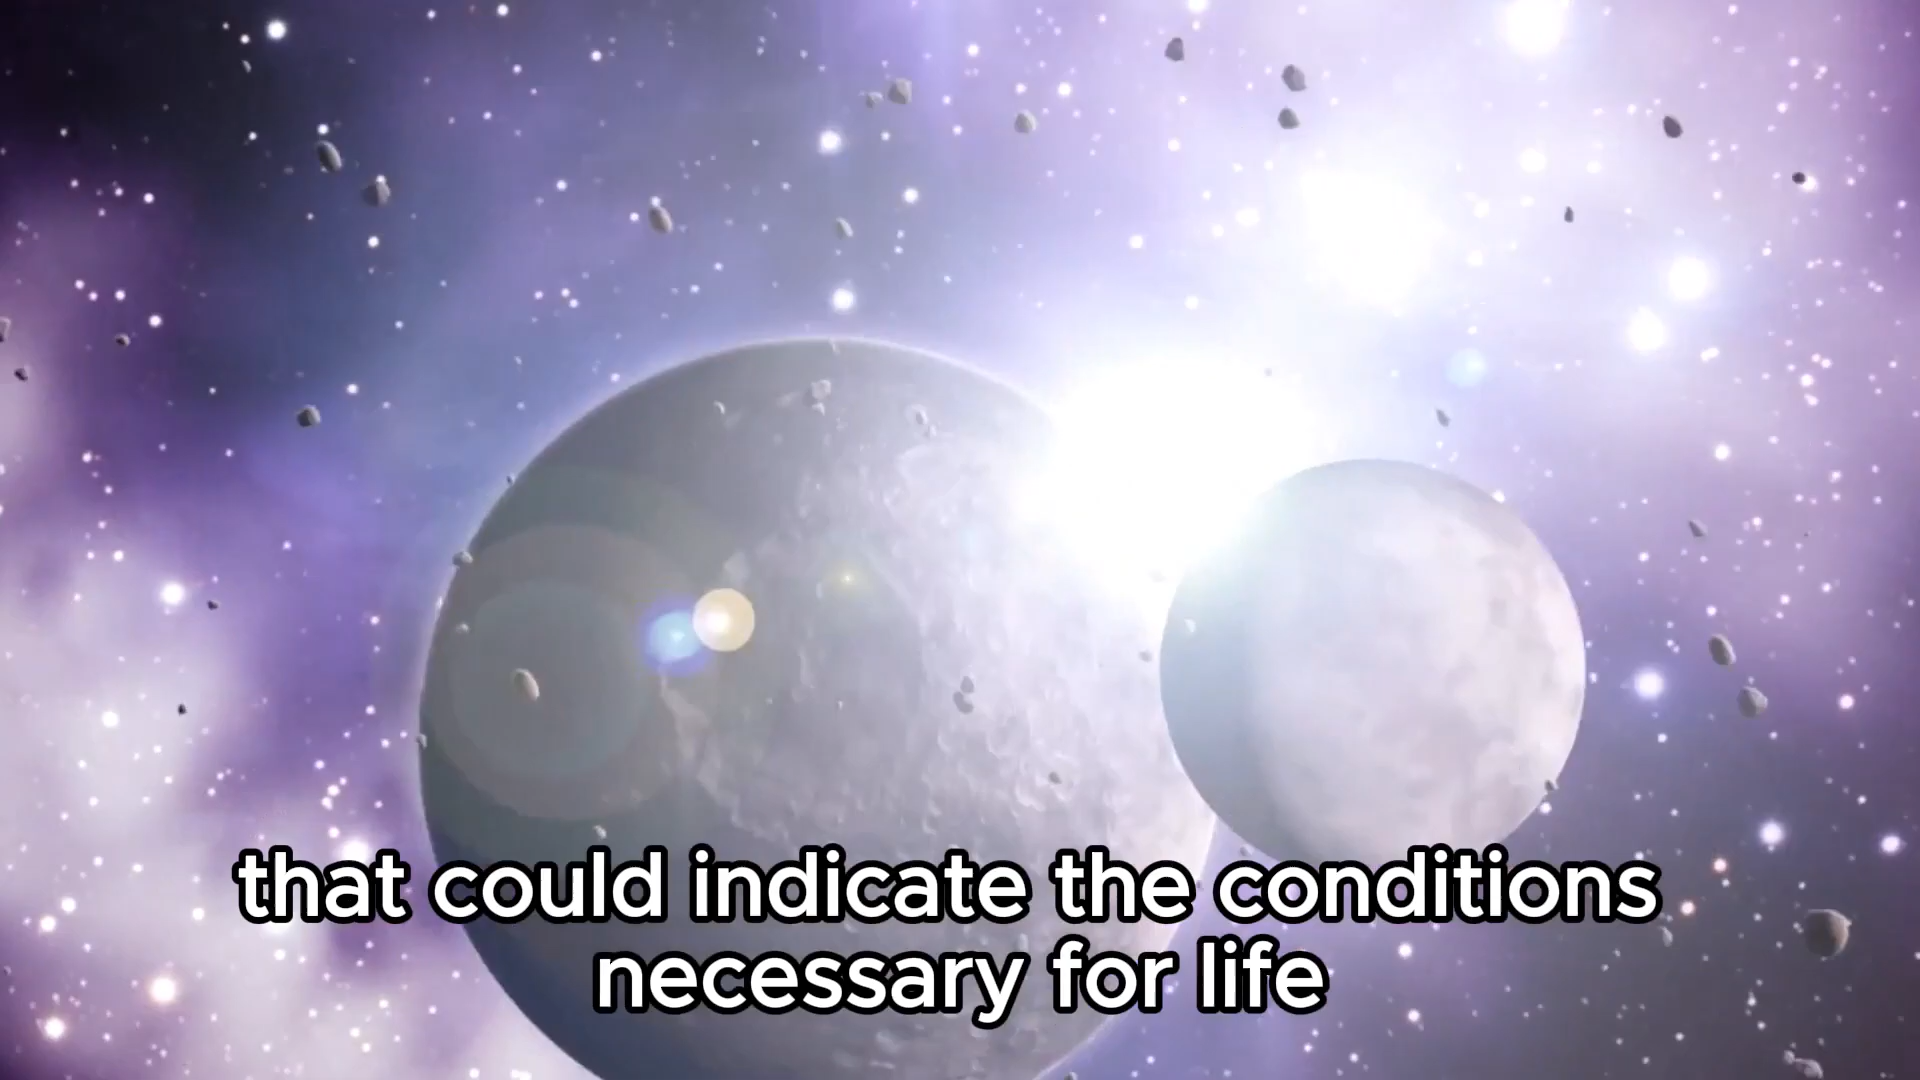 that could indicate the conditions
necessary for life